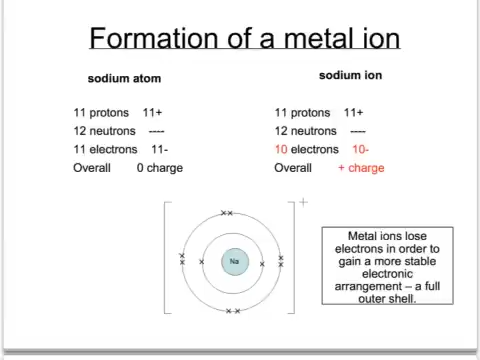 Formation of a metal ion
sodium atom
11 protons 11+
12 neutrons ----
11 electrons 11-
Overall 0 charge
sodium ion
11 protons 11+
12 neutrons ----
10 electrons 10-
Overall + charge
+
Na
Metal ions lose
electrons in order to
gain a more stable
electronic
arrangement – a full
outer shell.